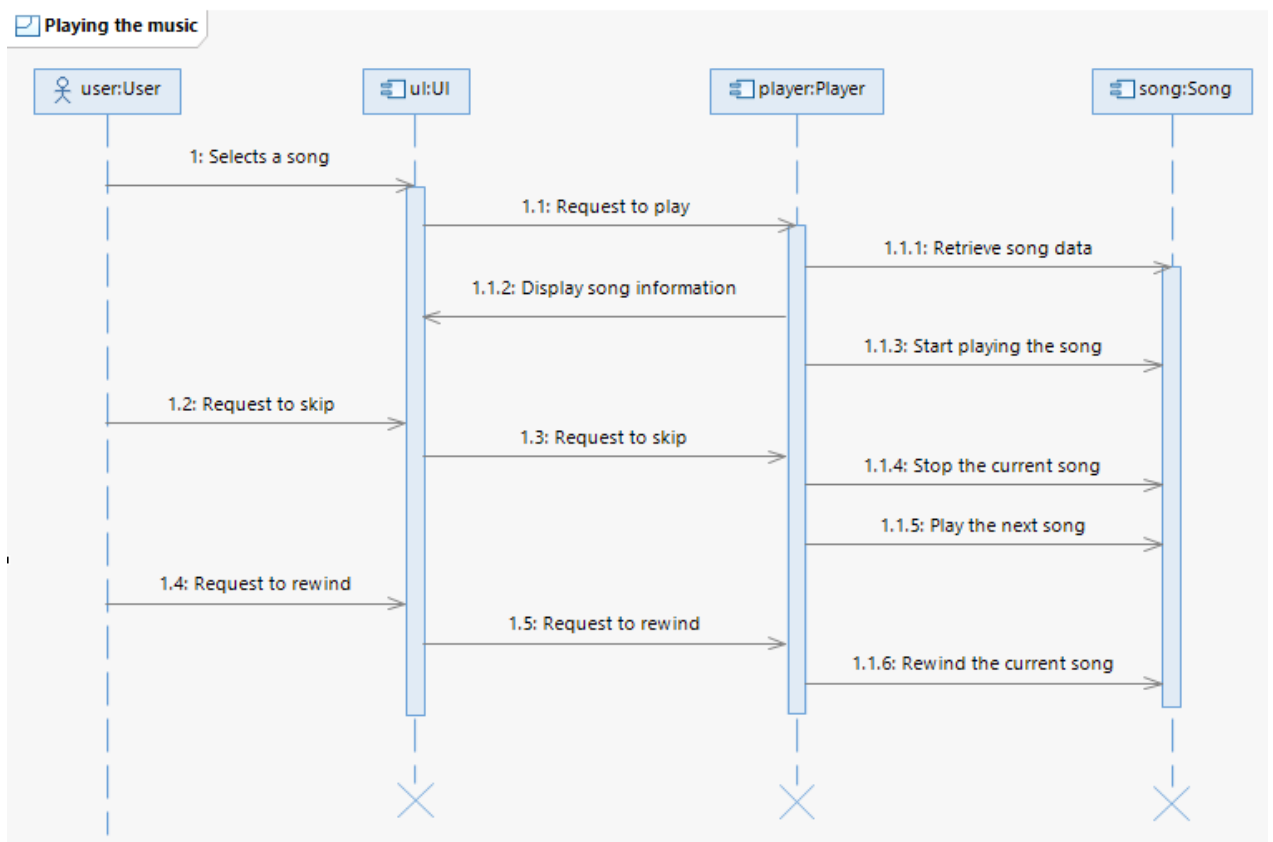 Playing the music
user:User
uI:UI
player:Player
song:Song
1: Selects a song
1.1: Request to play
1.1.1: Retrieve song data
1.1.2: Display song information
1.1.3: Start playing the song
1.2: Request to skip
1.3: Request to skip
1.1.4: Stop the current song
1.1.5: Play the next song
1.4: Request to rewind
1.5: Request to rewind
1.1.6: Rewind the current song